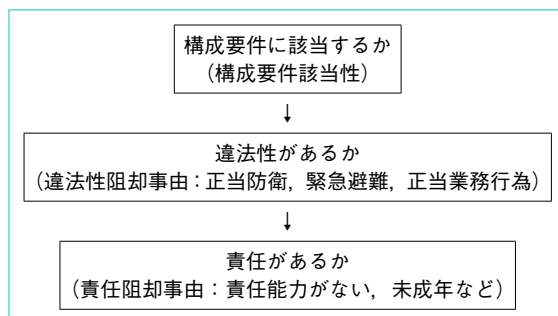 構成要件に該当するか
（構成要件該当性）
↓
違法性があるか
（違法性阻却事由：正当防衛，緊急避難，正当業務行為）
↓
責任があるか
（責任阻却事由：責任能力がない，未成年など）